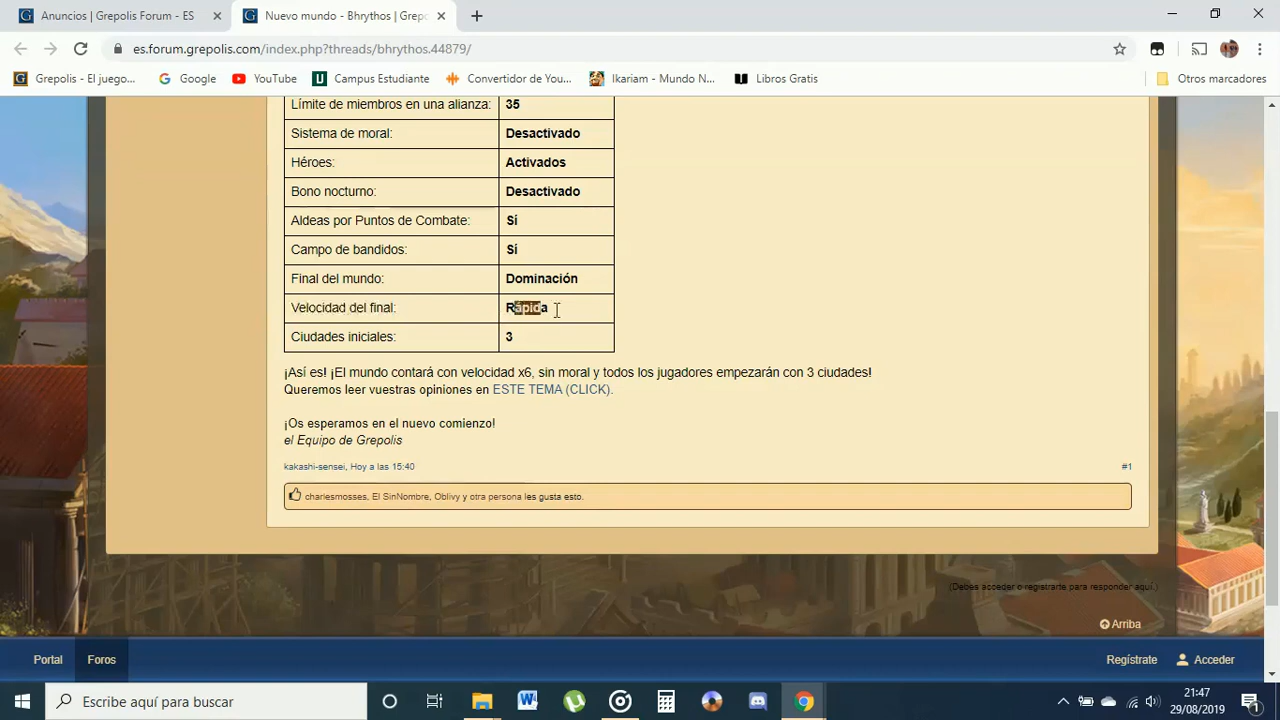 Anuncios | Grepolis Forum - ES
Nuevo mundo - Bhrythos | Grepo
es.forum.grepolis.com/index.php?threads/bhrythos.44879/
Grepolis - El juego...
Google
YouTube
Campus Estudiante
Convertidor de You...
Ikariam - Mundo N...
Libros Gratis
Otros marcadores
Límite de miembros en una alianza: 35
Sistema de moral: Desactivado
Héroes: Activados
Bono nocturno: Desactivado
Aldeas por Puntos de Combate: Sí
Campo de bandidos: Sí
Final del mundo: Dominación
Velocidad del final: Rápida
Ciudades iniciales: 3
¡Así es! ¡El mundo contará con velocidad x6, sin moral y todos los jugadores empezarán con 3 ciudades!
Queremos leer vuestras opiniones en ESTE TEMA (CLICK).
¡Os esperamos en el nuevo comienzo!
el Equipo de Grepolis
kakashi-sensei, Hoy a las 15:40 #1
charlesmosses, El SinNombre, Oblivy y otra persona les gusta esto.
(Debes acceder o registrarte para responder aquí.)
Arriba
Portal Foros Regístrate Acceder
Escribe aquí para buscar
21:47
29/08/2019
1